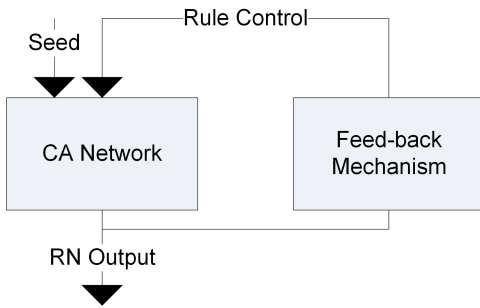 Rule Control
Seed
CA Network
Feed-back
Mechanism
RN Output